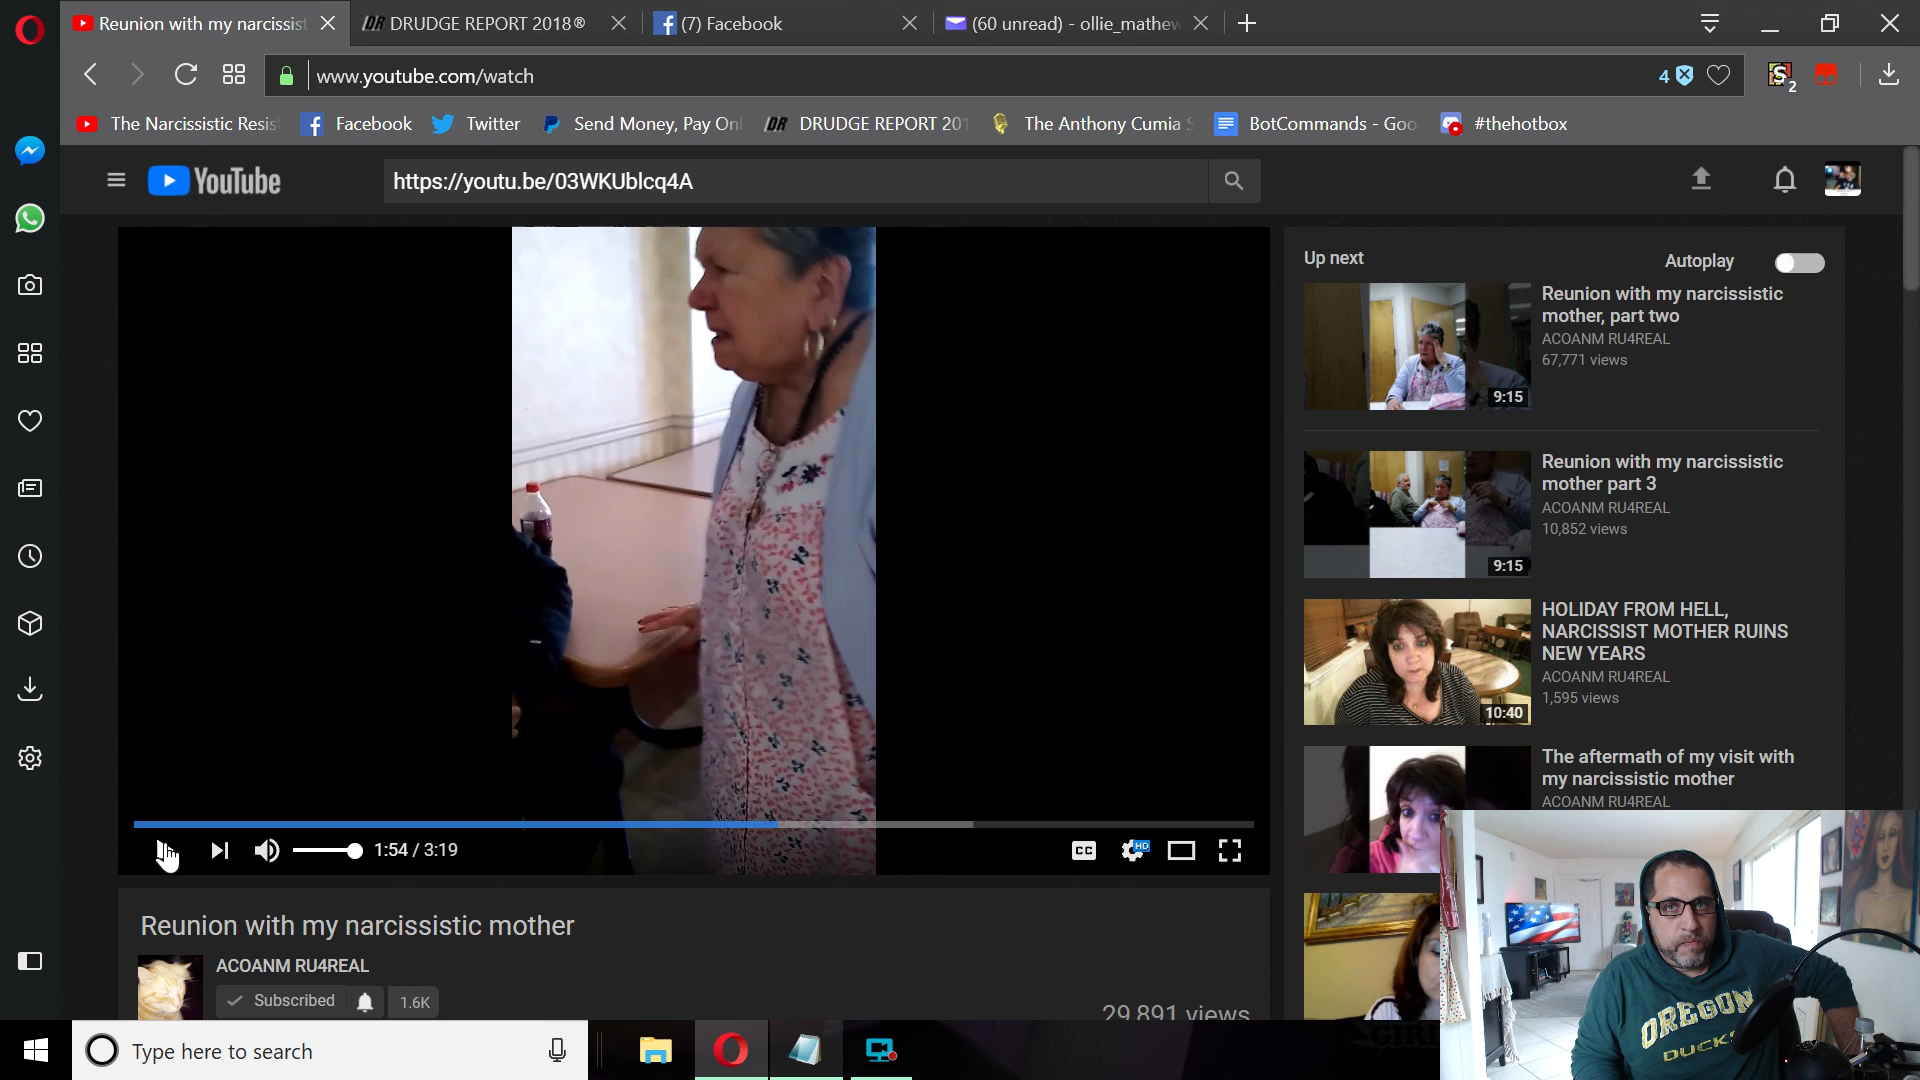 Reunion with my narcissist
DRUDGE REPORT 2018®
(7) Facebook
(60 unread) - ollie_mathew
www.youtube.com/watch
4
2
The Narcissistic Resis
Facebook
Twitter
Send Money, Pay Onl
DR
DRUDGE REPORT 201
The Anthony Cumia S
BotCommands - Goo
#thehotbox
YouTube
https://youtu.be/03WKUblcq4A
Up next
Autoplay
Reunion with my narcissistic
mother, part two
ACOANM RU4REAL
67,771 views
9:15
Reunion with my narcissistic
mother part 3
ACOANM RU4REAL
10,852 views
9:15
HOLIDAY FROM HELL,
NARCISSIST MOTHER RUINS
NEW YEARS
ACOANM RU4REAL
1,595 views
10:40
The aftermath of my visit with
my narcissistic mother
ACOANM RU4REAL
1:54 / 3:19
CC
HD
Reunion with my narcissistic mother
ACOANM RU4REAL
Subscribed
1.6K
29,891 views
OREGON
DUCKS
Type here to search